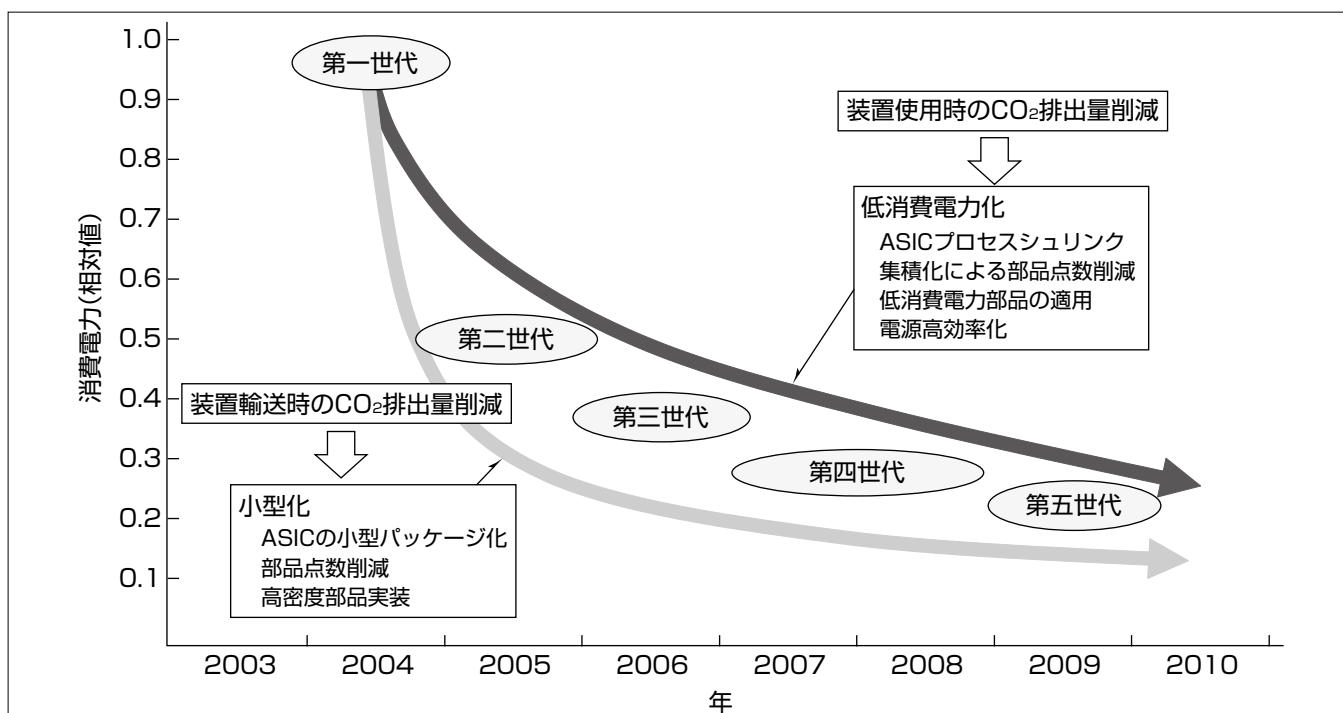 1.0
0.9
0.8
0.7
0.6
0.5
0.4
0.3
0.2
0.1
消費電力(相対値)
第一世代
第二世代
第三世代
第四世代
第五世代
装置使用時のCO₂排出量削減
低消費電力化
ASICプロセスシュリンク
集積化による部品点数削減
低消費電力部品の適用
電源高効率化
装置輸送時のCO₂排出量削減
小型化
ASICの小型パッケージ化
部品点数削減
高密度部品実装
2003 2004 2005 2006 2007 2008 2009 2010
年